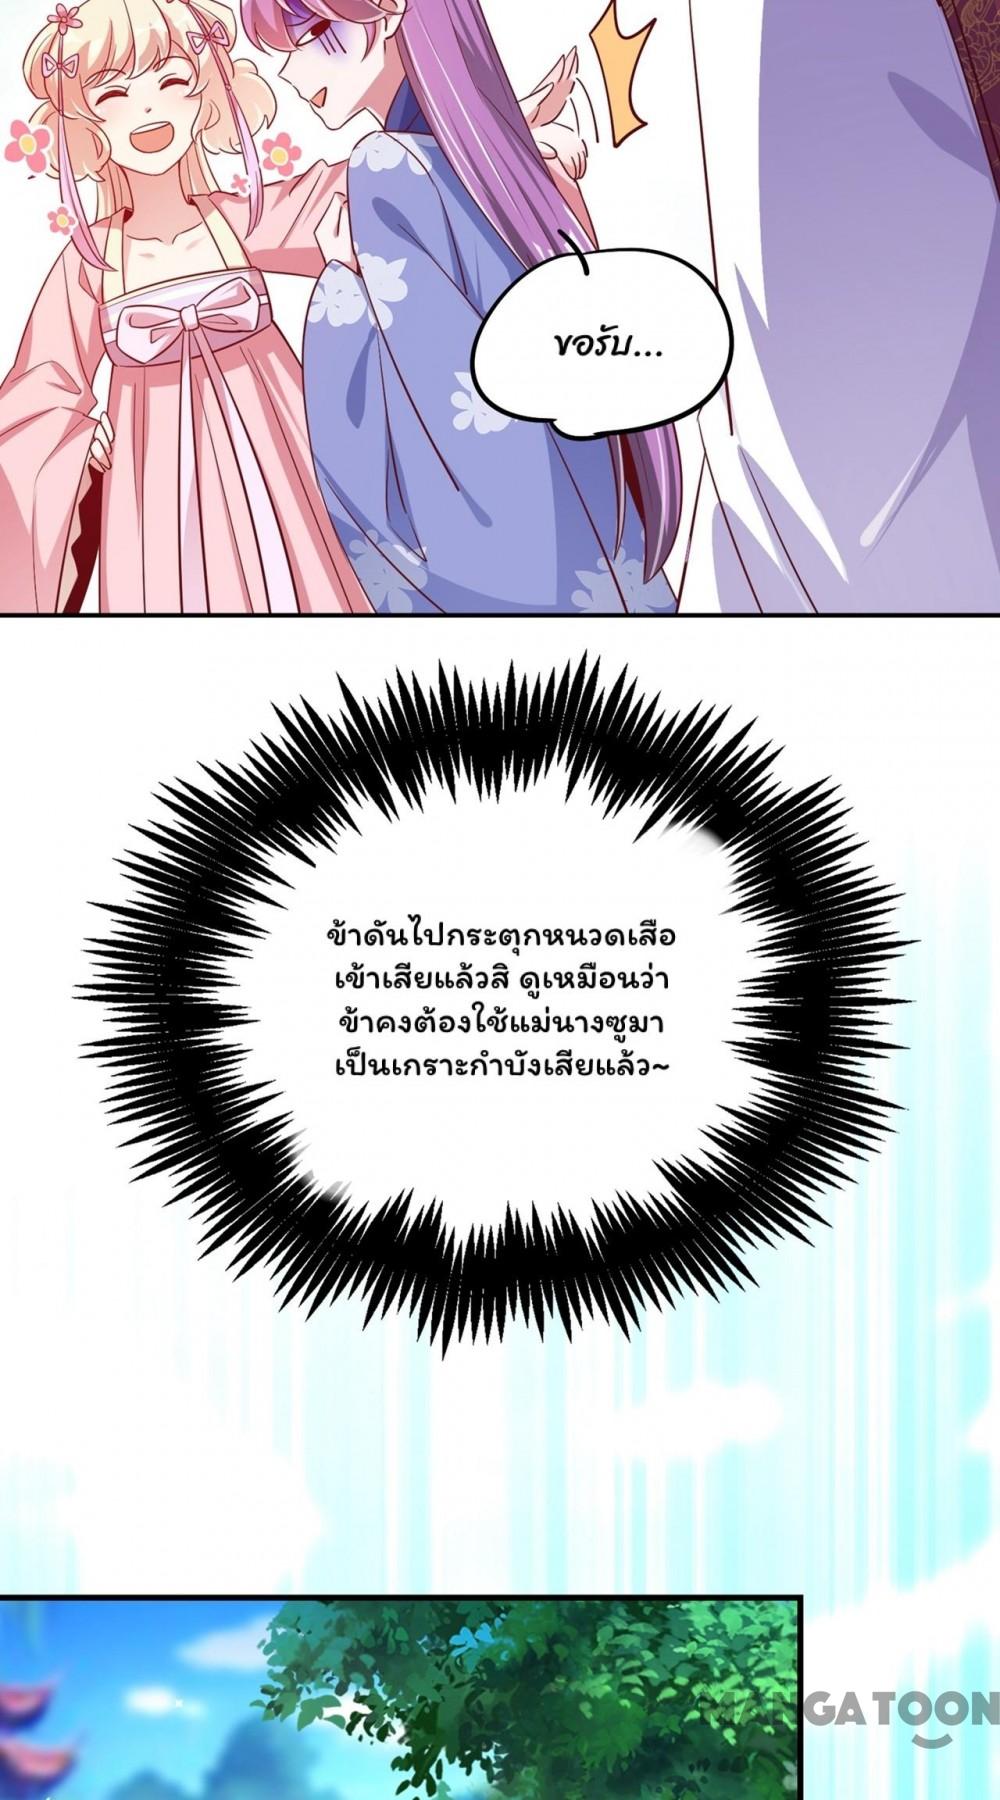 ขอรับ...
ข้าดันไปกระตุกหนวดเสือ
เข้าเสียแล้วสิ ดูเหมือนว่า
ข้าคงต้องใช้แม่นางซูมา
เป็นเกราะกำบังเสียแล้ว~
MANGATOON